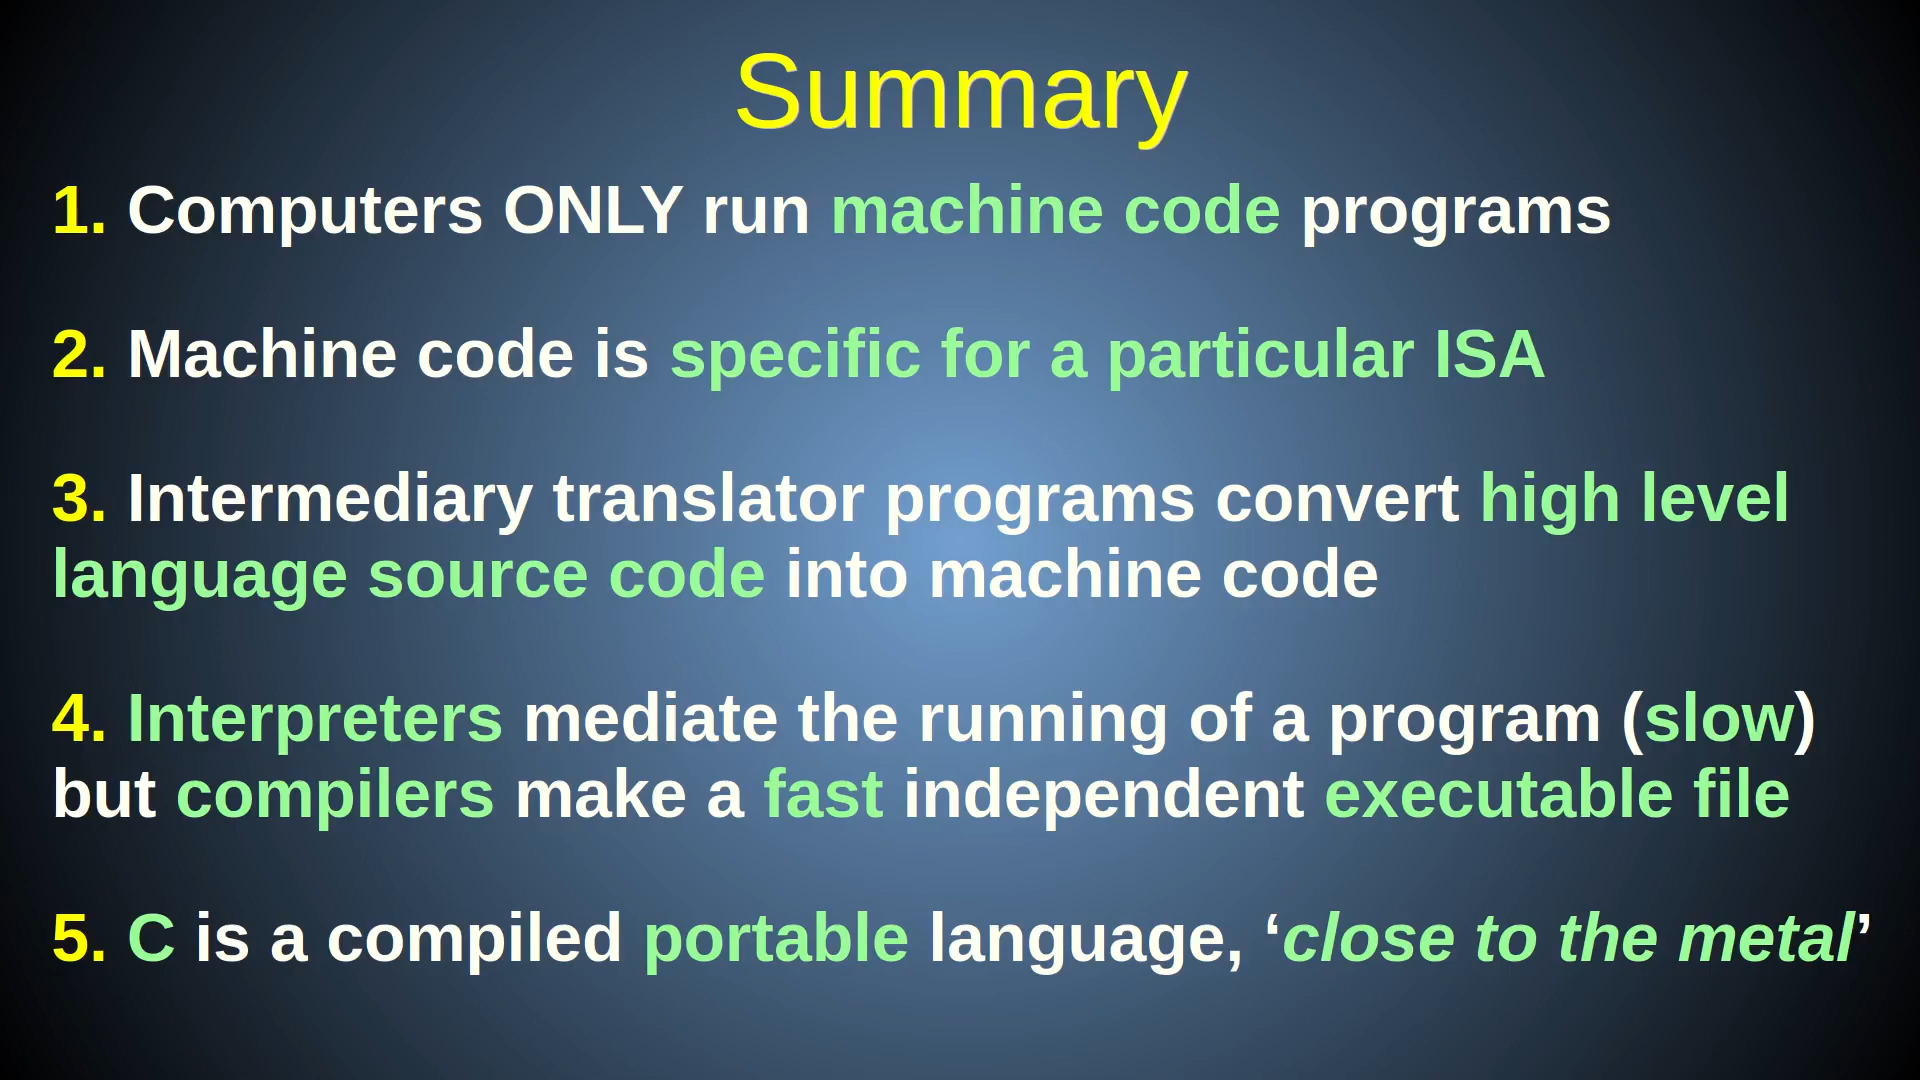 Summary
1. Computers ONLY run machine code programs
2. Machine code is specific for a particular ISA
3. Intermediary translator programs convert high level
language source code into machine code
4. Interpreters mediate the running of a program (slow)
but compilers make a fast independent executable file
5. C is a compiled portable language, ‘close to the metal’